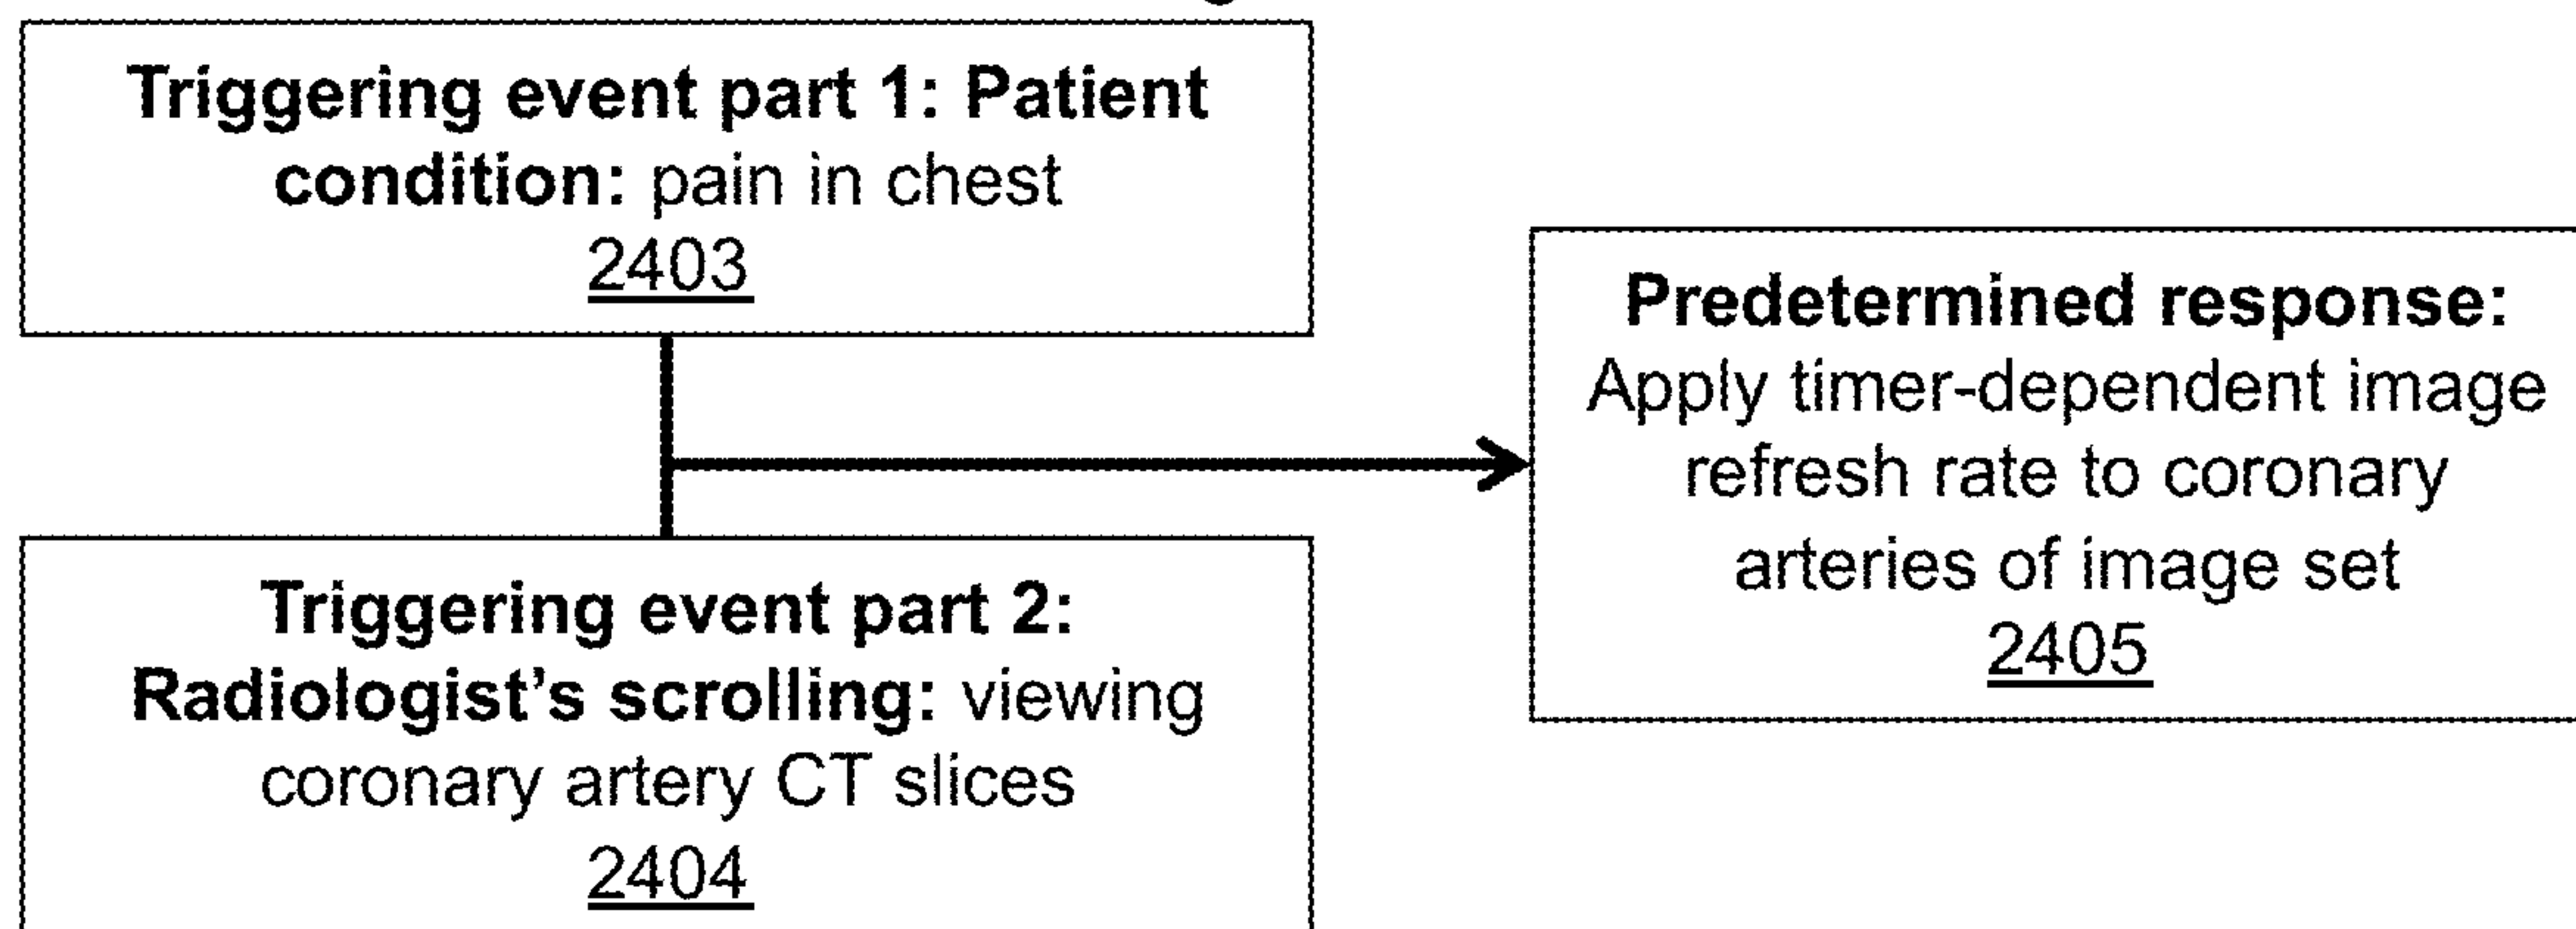 Triggering event part 1: Patient
condition: pain in chest
2403
Triggering event part 2:
Radiologist's scrolling: viewing
coronary artery CT slices
2404
Predetermined response:
Apply timer-dependent image
refresh rate to coronary
arteries of image set
2405